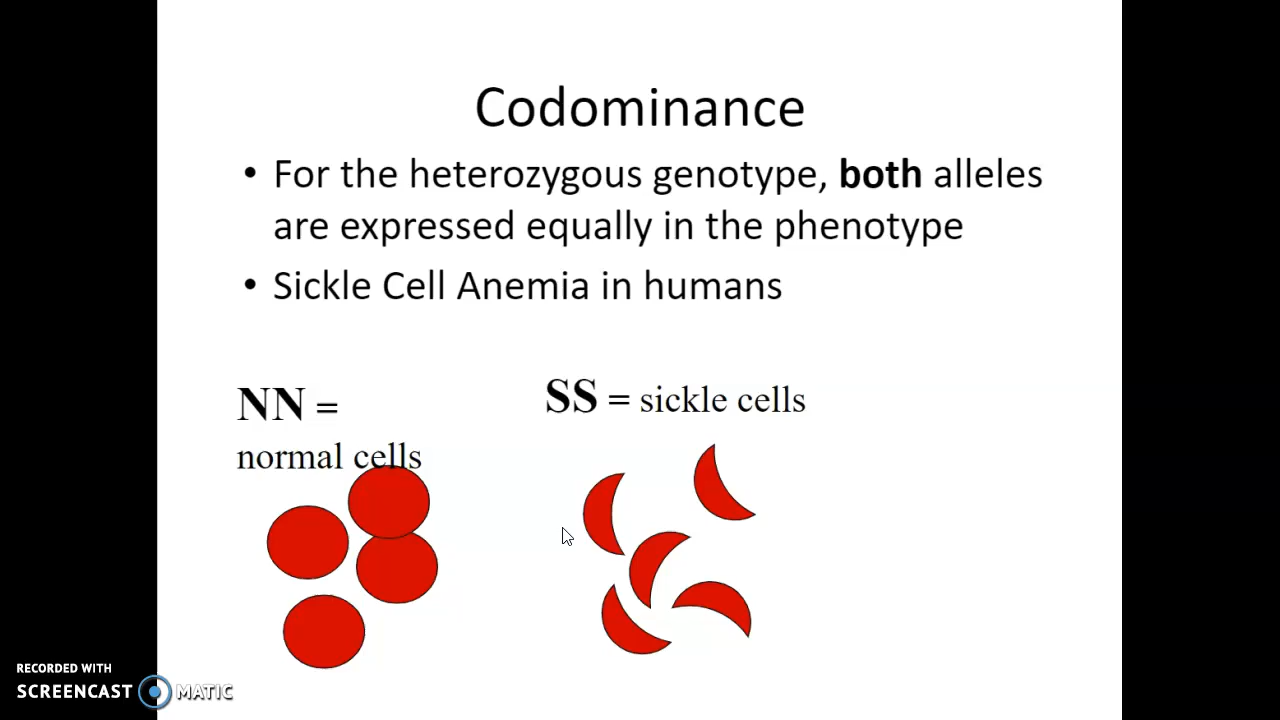 Codominance
• For the heterozygous genotype, both alleles
are expressed equally in the phenotype
• Sickle Cell Anemia in humans
NN =
normal cells
SS = sickle cells
RECORDED WITH
SCREENCAST MATIC